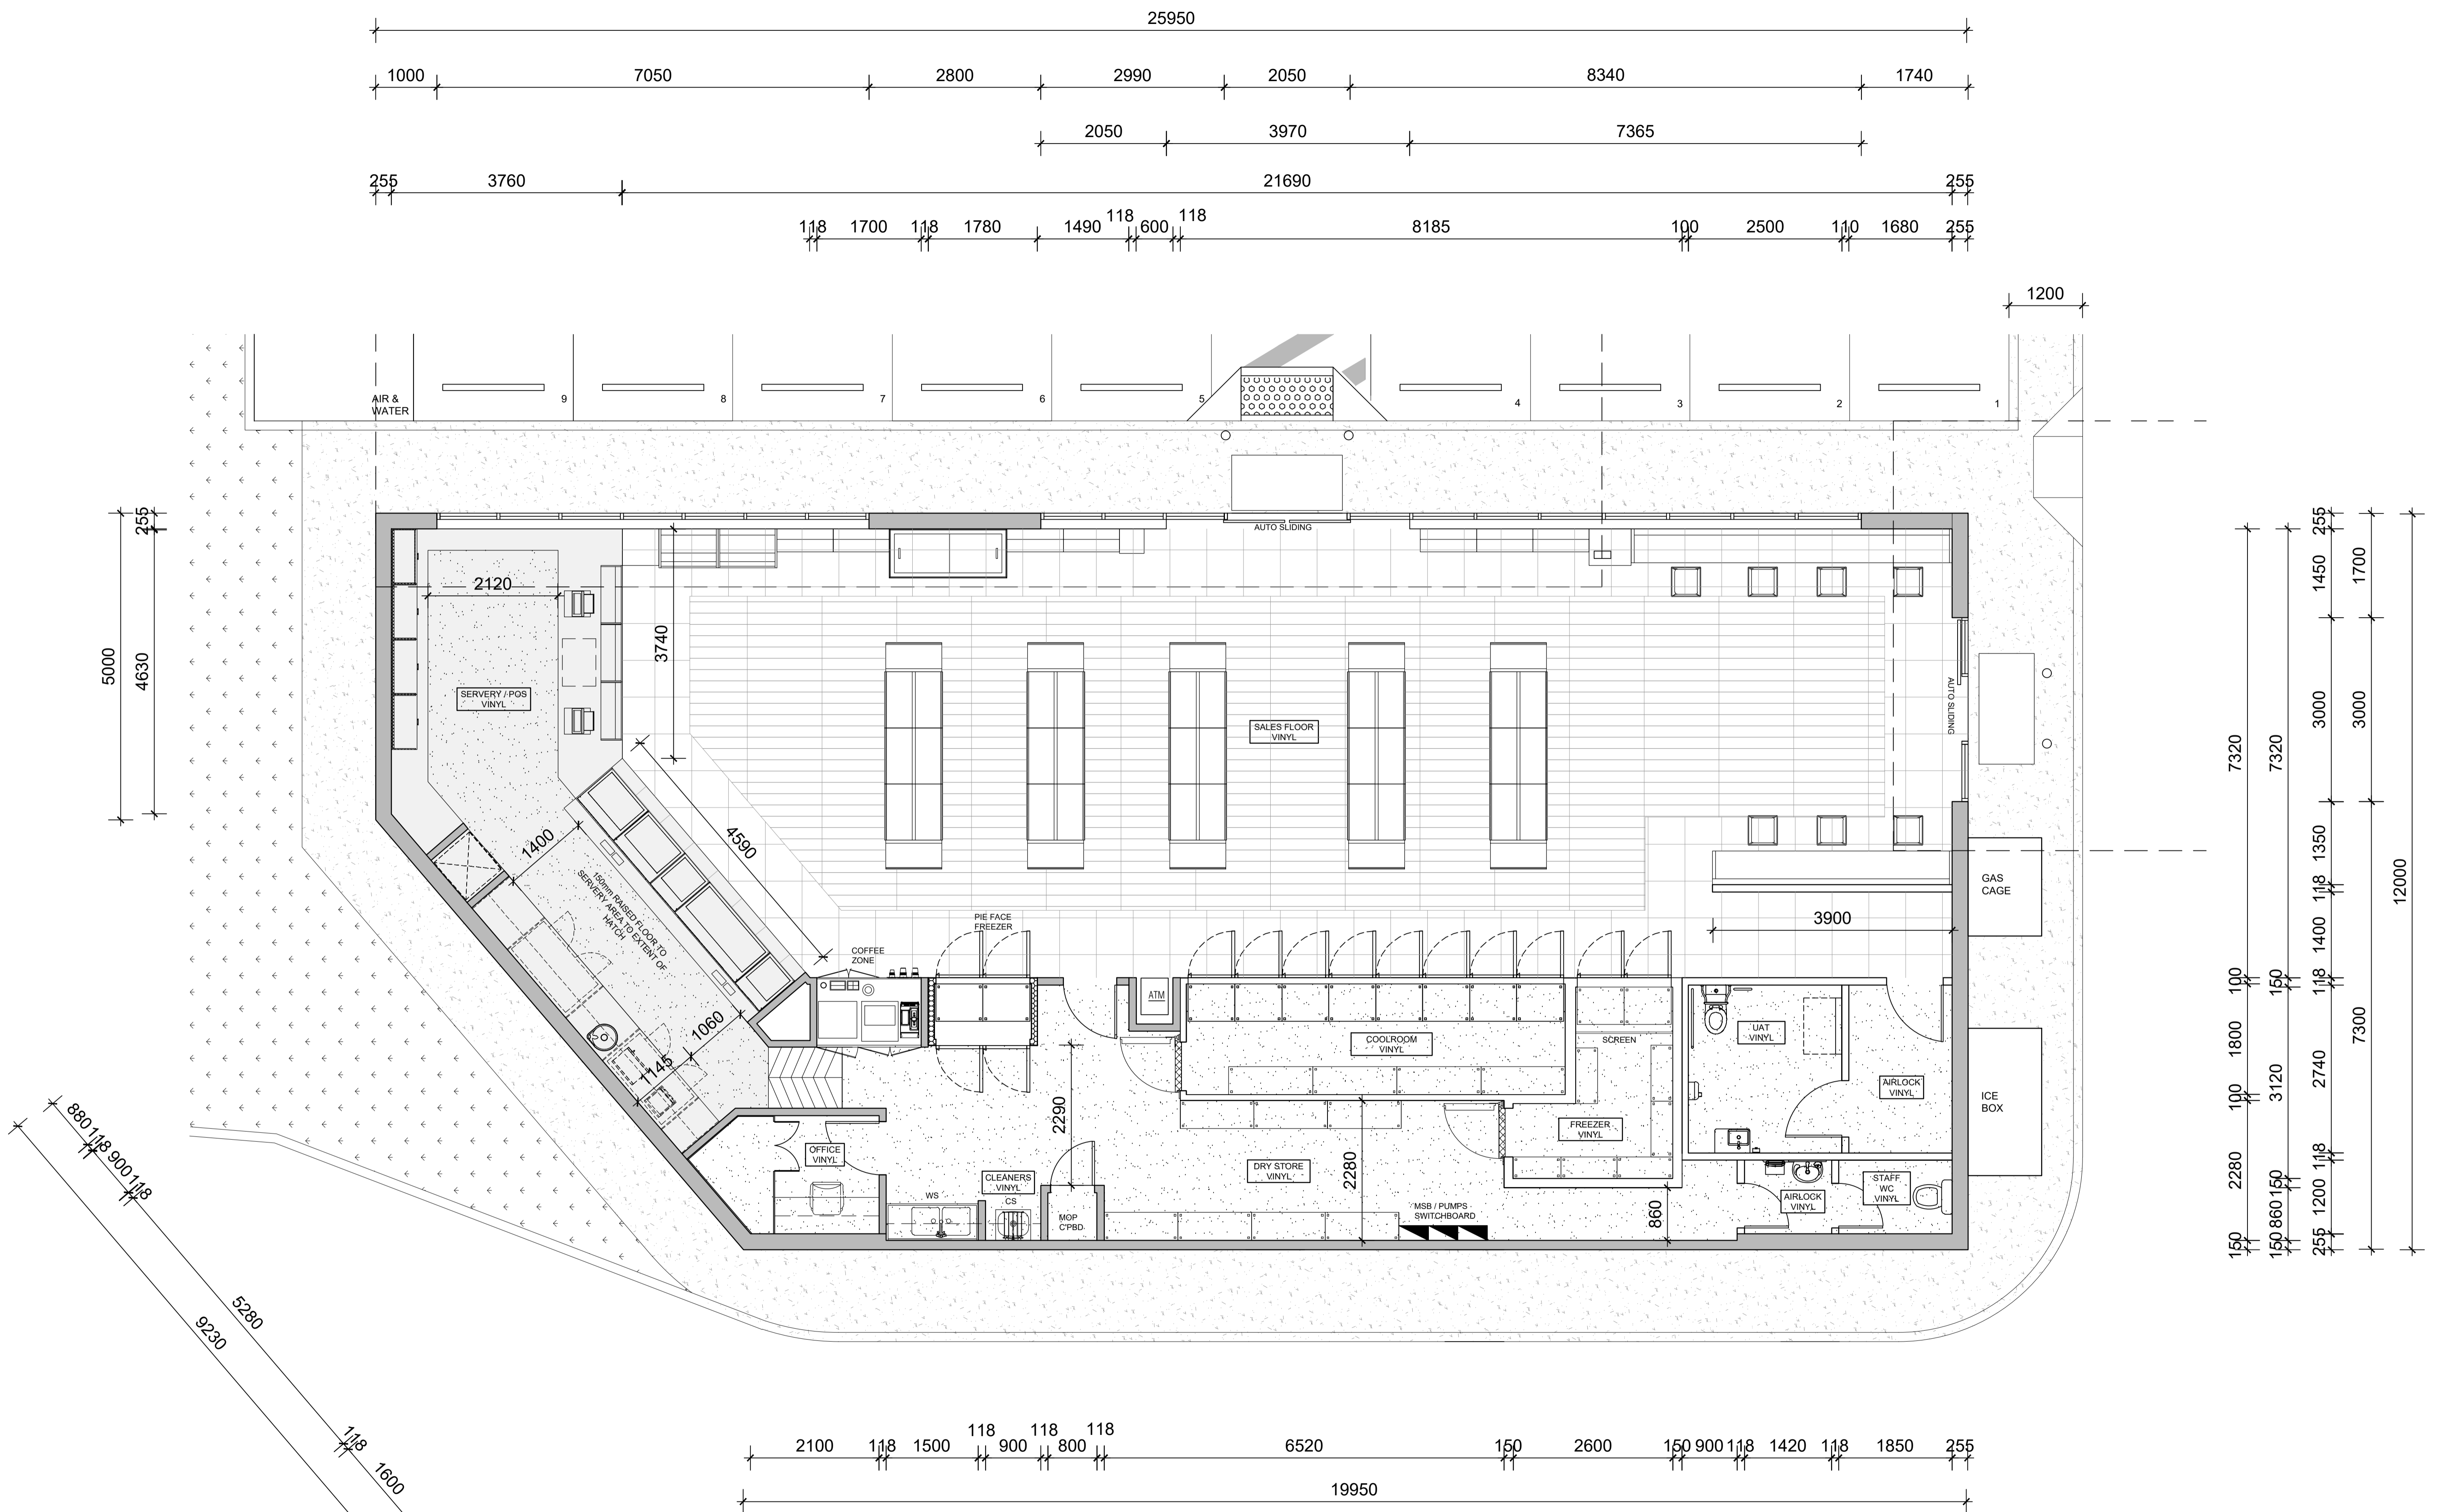 25950
1000 7050 2800 2990 2050 8340 1740
2050 3970 7365
255 3760 21690 255
118 1700 118 1780 1490 118 600 118 8185 100 2500 110 1680 255
1200
AIR &
WATER
9 8 7 6 5 4 3 2 1
AUTO SLIDING
255
5000
4630
2120
3740
SERVERY / POS
VINYL
SALES FLOOR
VINYL
AUTO SLIDING
4590
1400
150mm RAISED FLOOR TO
SERVERY AREA TO EXTENT OF
HATCH
1060
1145
COFFEE
ZONE
PIE FACE
FREEZER
ATM
3900
GAS
CAGE
ICE
BOX
COOLROOM
VINYL
SCREEN
UAT
VINYL
AIRLOCK
VINYL
2290
2280
FREEZER
VINYL
OFFICE
VINYL
CLEANERS
VINYL
WS
CS
MOP
C'PBD
DRY STORE
VINYL
MSB / PUMPS
SWITCHBOARD
860
AIRLOCK
VINYL
STAFF
WC
VINYL
7320 100 1800 100 2280 150
7320 150 3120 150 860 150
255 1450 3000 1350 118 1400 118 2740 118 1200 255
1700 3000 7300
12000
880 118 900 118 5280 118 1600
9230
2100 118 1500 118 900 118 800 118 6520 150 2600 150 900 118 1420 118 1850 255
19950